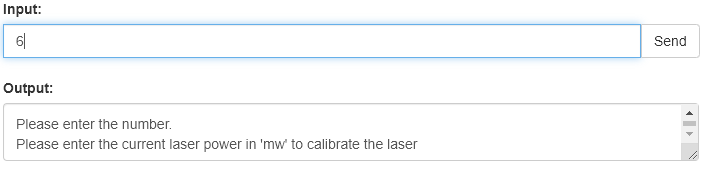 Input:
6
Send
Output:
Please enter the number.
Please enter the current laser power in 'mw' to calibrate the laser